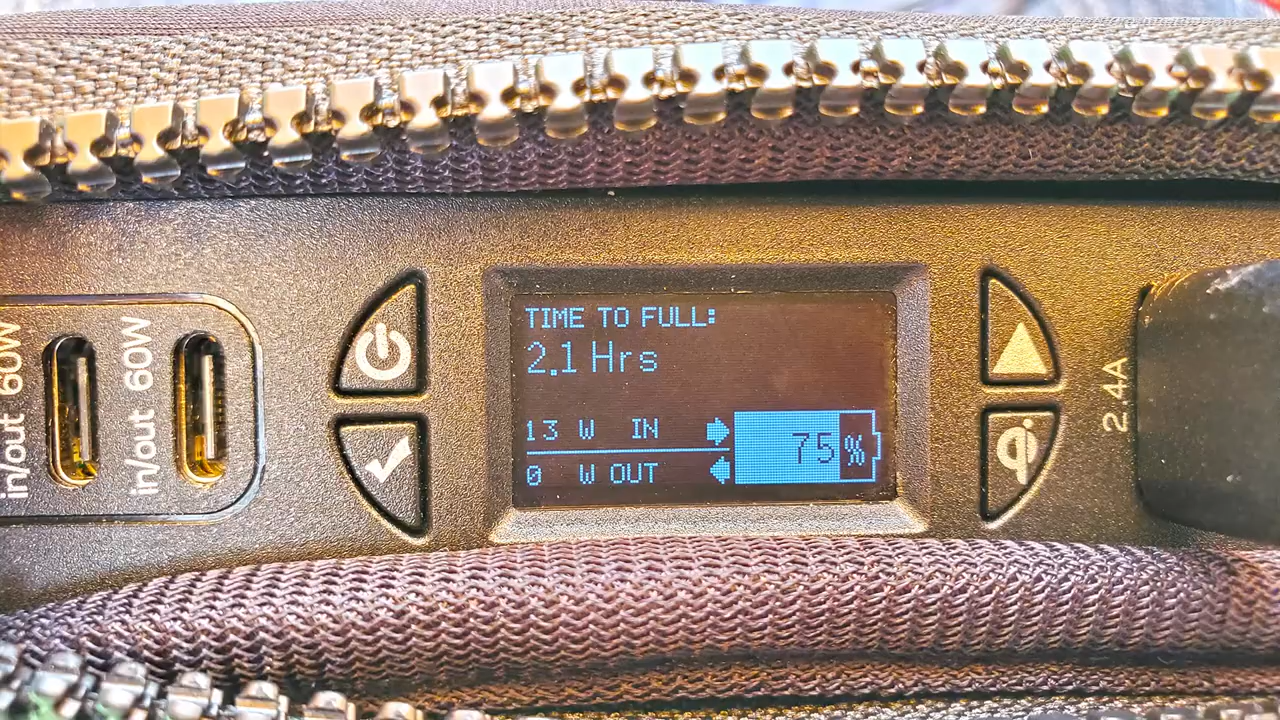 in/out 60W
in/out 60W
TIME TO FULL:
2.1 Hrs
13 W IN
0 W OUT
75%
qi
2.4A